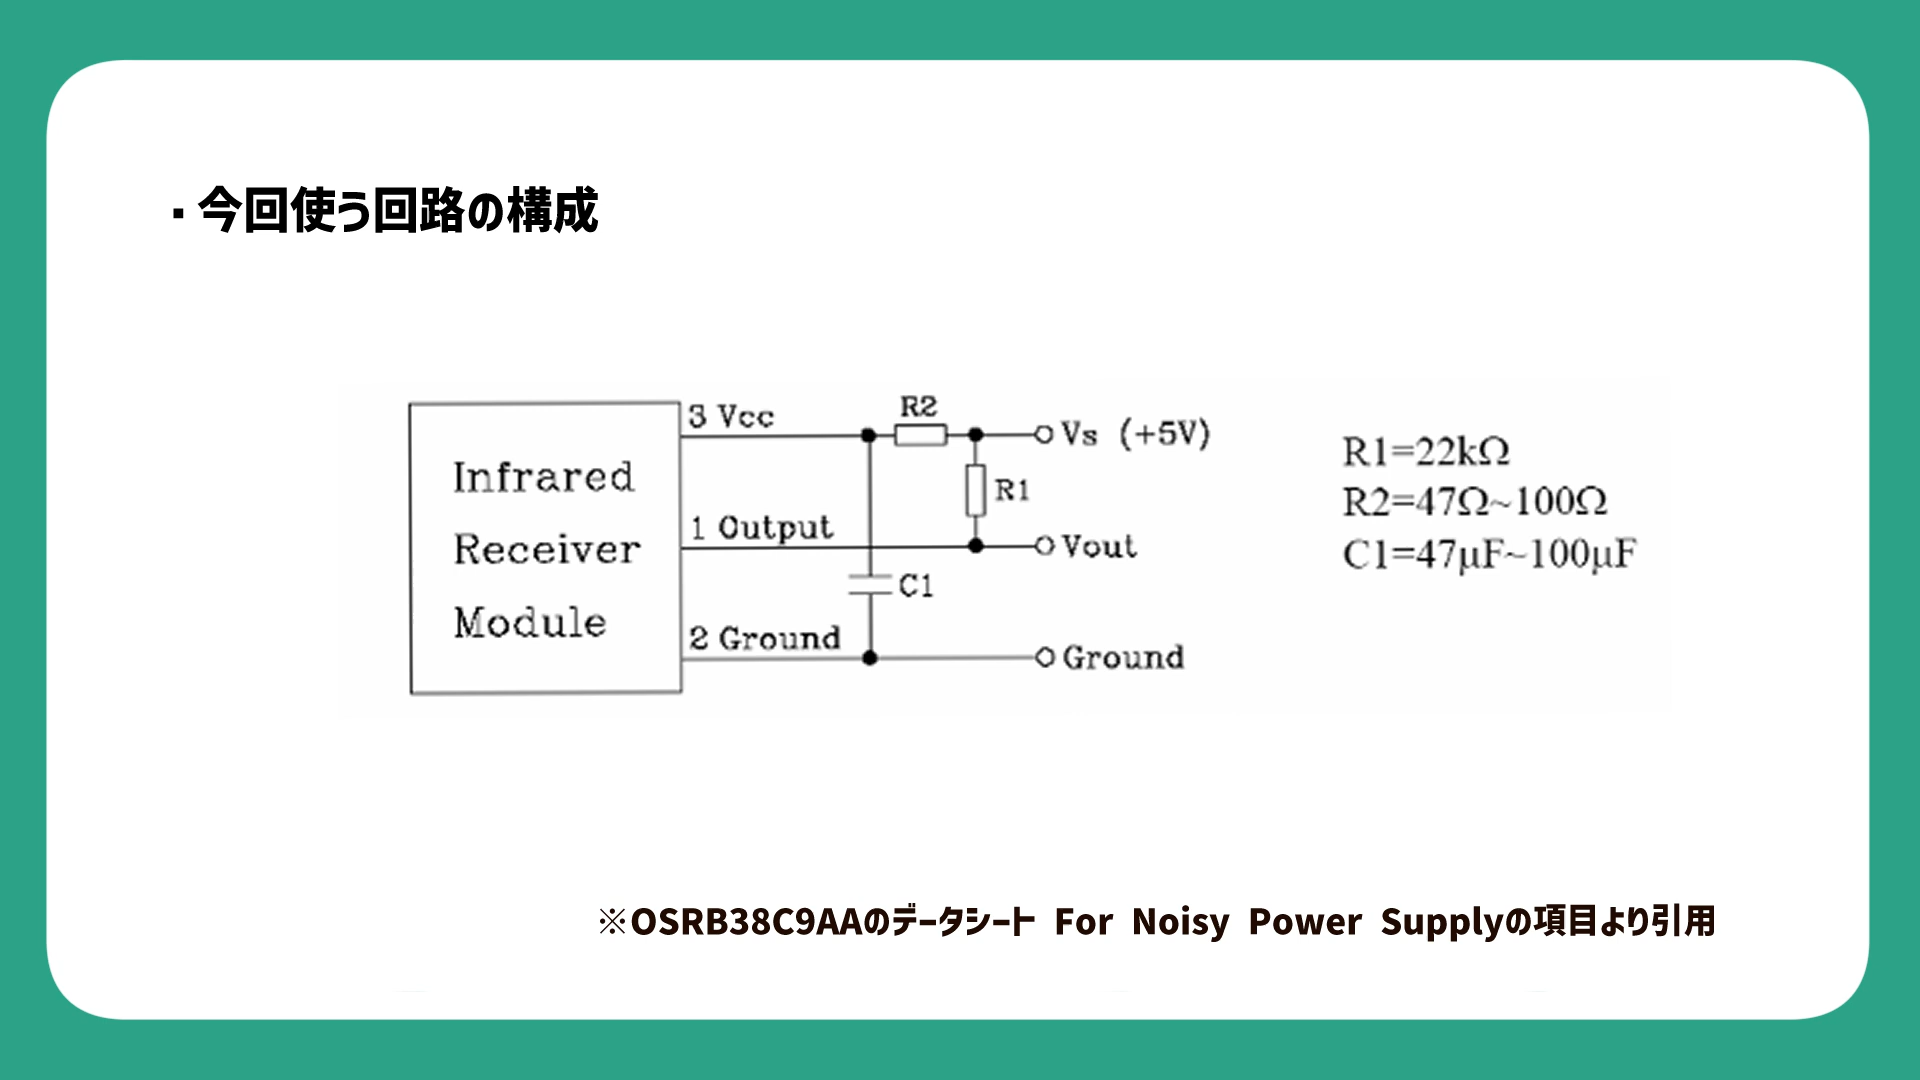 ・今回使う回路の構成
R2
3 Vcc
Vs (+5V)
Infrared
R1
1 Output
Receiver
Vout
C1
Module
2 Ground
Ground
R1=22kΩ
R2=47Ω~100Ω
C1=47μF~100μF
※OSRB38C9AAのデータシート For Noisy Power Supplyの項目より引用